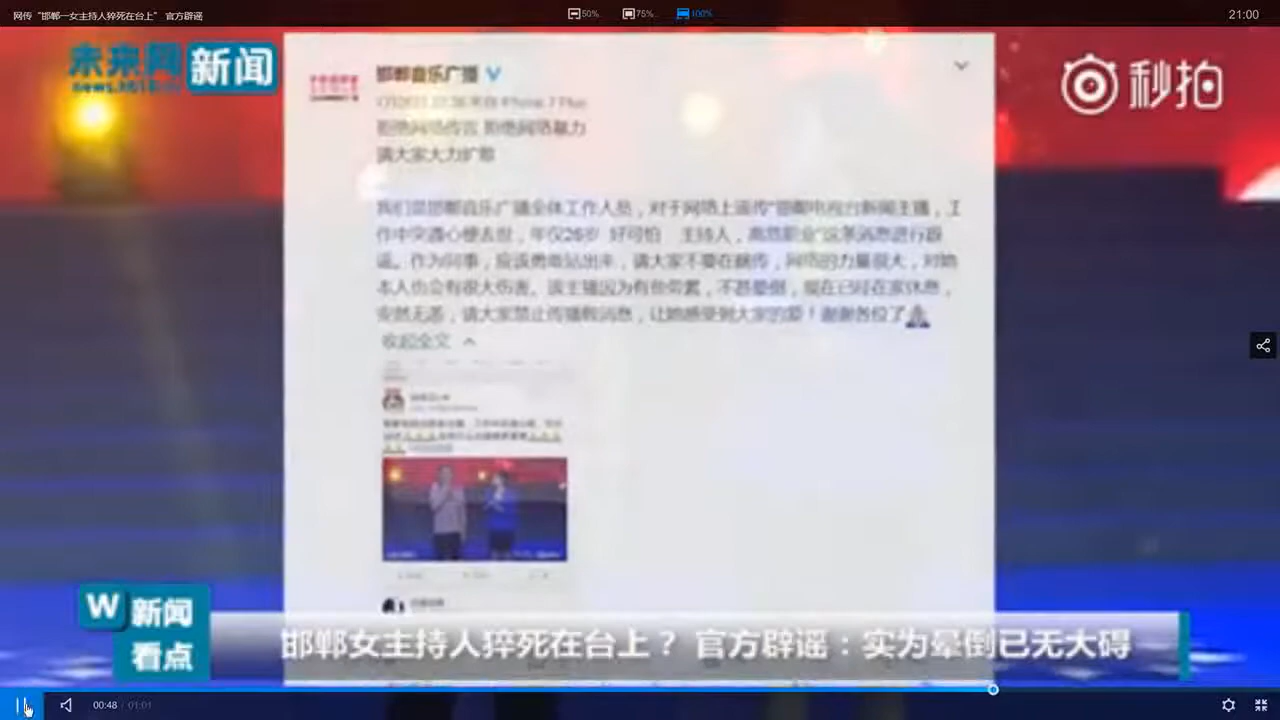 网传“邯郸一女主持人猝死在台上” 官方辟谣
50%
75%
100%
21:00
未来网 新闻
秒拍
邯郸音乐广播
拒绝网络传言 拒绝网络暴力
请大家大力扩散
我们是邯郸音乐广播全体工作人员，对于网络上谣传“邯郸电视台新闻主播，工
作中突遇心梗去世，年仅26岁 好可怕 主持人，高危职业”这条消息进行辟
谣。作为同事，应该勇敢站出来，请大家不要在瞎传，网络的力量很大，对她
本人也会有很大伤害。该主播因为有些劳累，不甚晕倒，现在已经在家休息，
安然无恙，请大家禁止传播假消息，让她感受到大家的爱！谢谢各位了
收起全文
W 新闻
看点
邯郸女主持人猝死在台上？ 官方辟谣：实为晕倒已无大碍
00:48 / 01:01